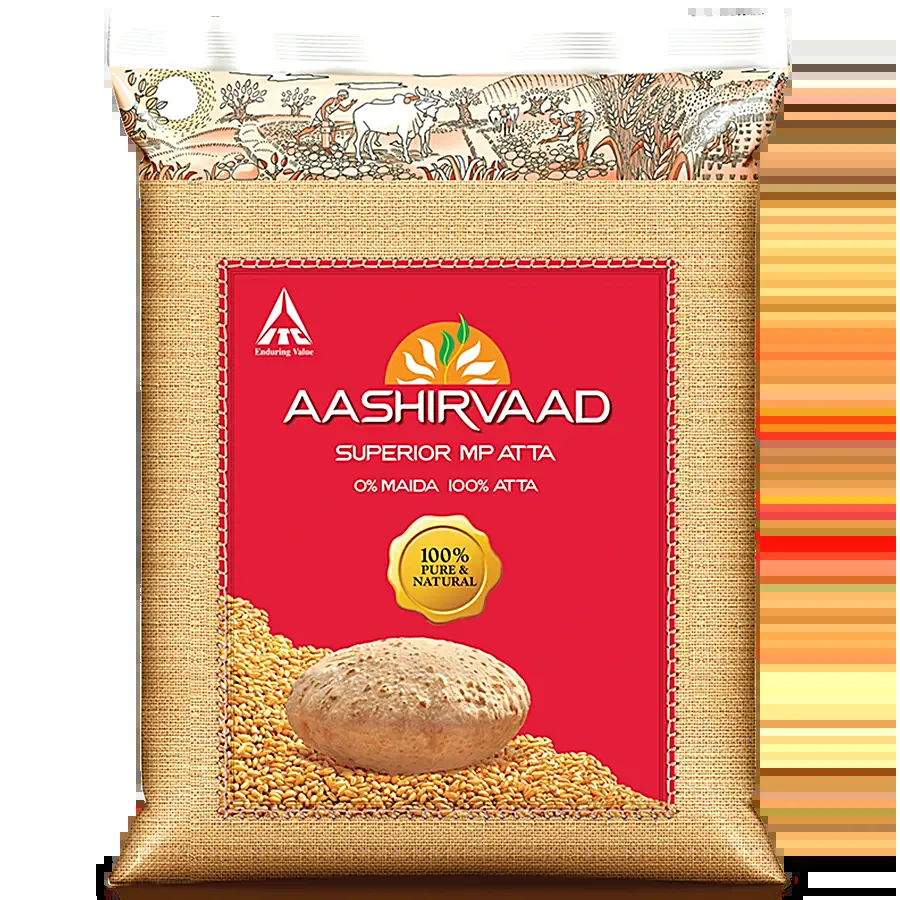 ITC
Enduring Value
AASHIRVAAD
SUPERIOR MP ATTA
0% MAIDA 100% ATTA
100%
PURE &
NATURAL